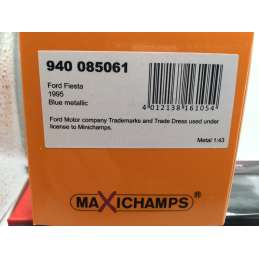 940 085061
Ford Fiesta
1995
Blue metallic
4 012138 161054
Ford Motor company Trademarks and Trade Dress used under
license to Minichamps.
Metal 1:43
MAXICHAMPS®